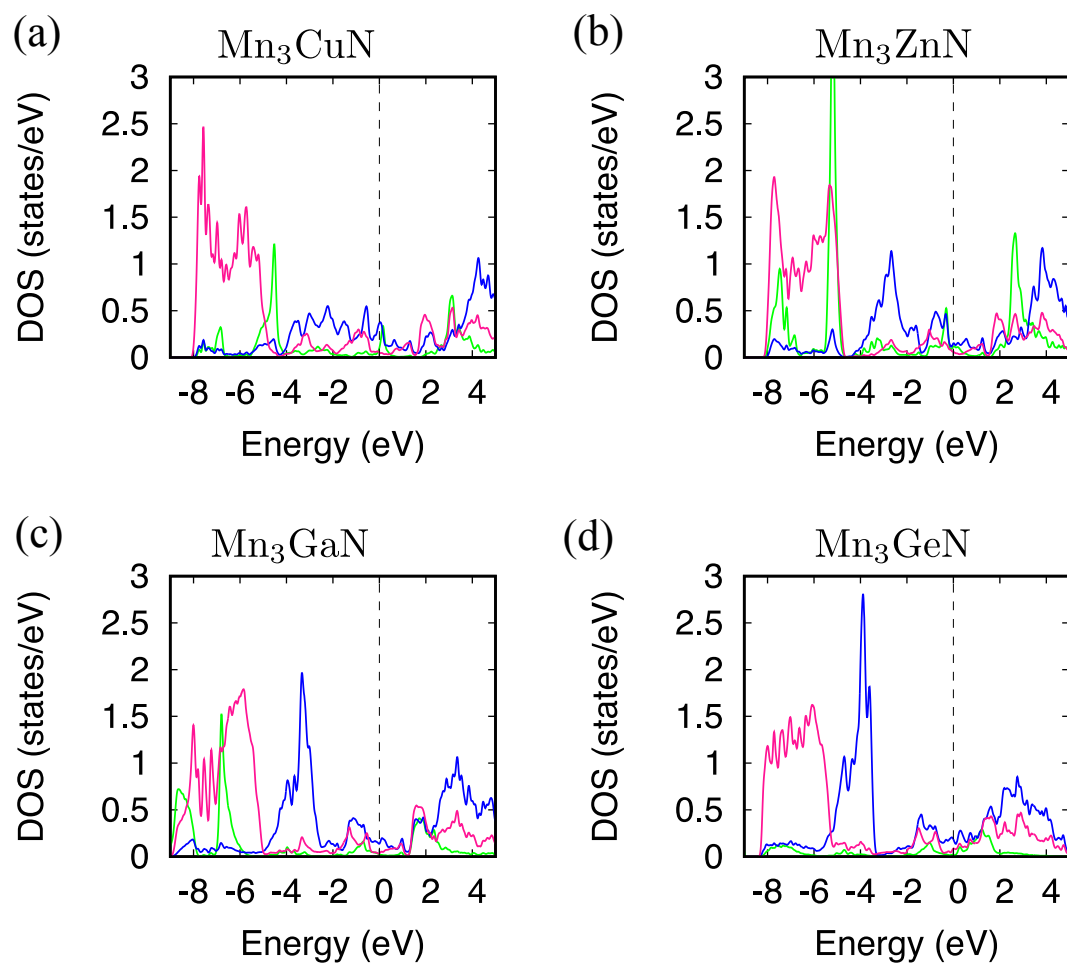 (a) Mn₃CuN
DOS (states/eV)
3
2.5
2
1.5
1
0.5
0
-8 -6 -4 -2 0 2 4
Energy (eV)
(b) Mn₃ZnN
DOS (states/eV)
3
2.5
2
1.5
1
0.5
0
-8 -6 -4 -2 0 2 4
Energy (eV)
(c) Mn₃GaN
DOS (states/eV)
3
2.5
2
1.5
1
0.5
0
-8 -6 -4 -2 0 2 4
Energy (eV)
(d) Mn₃GeN
DOS (states/eV)
3
2.5
2
1.5
1
0.5
0
-8 -6 -4 -2 0 2 4
Energy (eV)